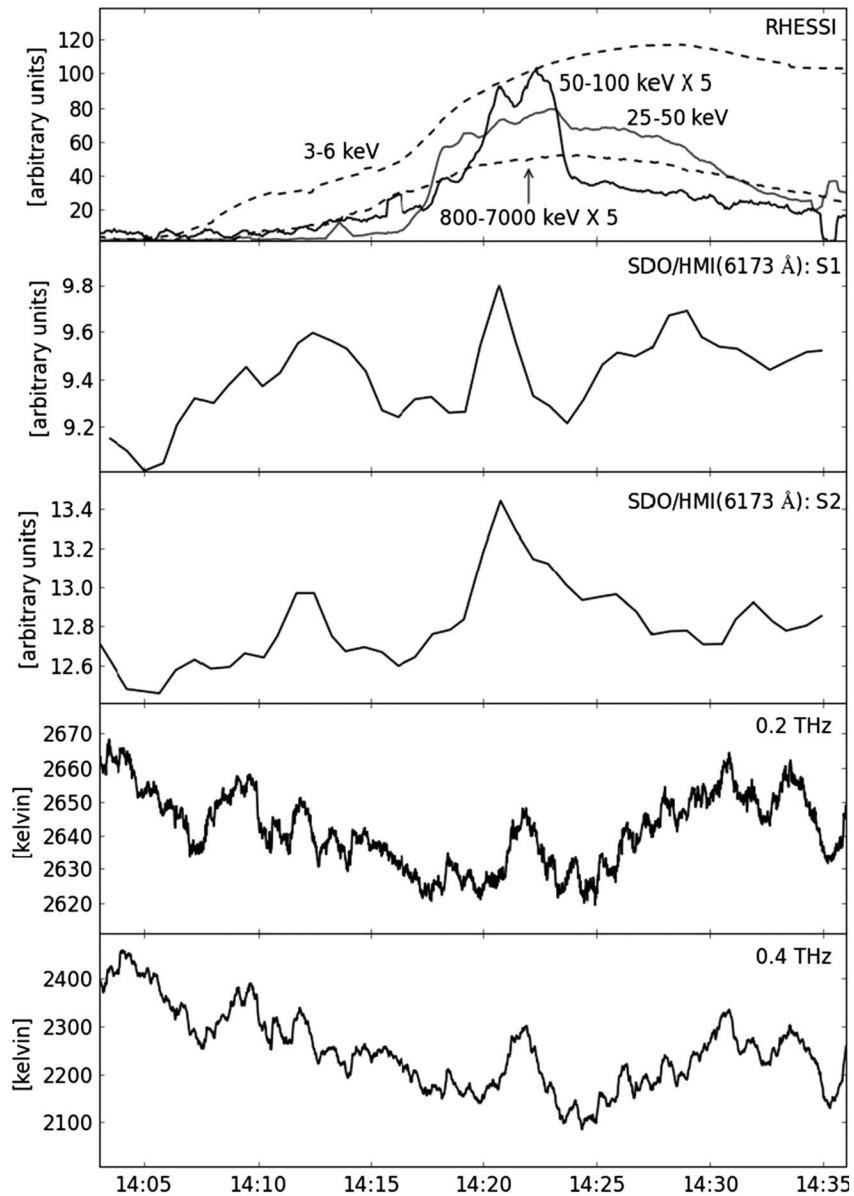 RHESSI
[arbitrary units]
120
100
80
60
40
20
50-100 keV X 5
25-50 keV
3-6 keV
800-7000 keV X 5
SDO/HMI(6173 Å): S1
[arbitrary units]
9.8
9.6
9.4
9.2
SDO/HMI(6173 Å): S2
[arbitrary units]
13.4
13.2
13.0
12.8
12.6
0.2 THz
[kelvin]
2670
2660
2650
2640
2630
2620
0.4 THz
[kelvin]
2400
2300
2200
2100
14:05 14:10 14:15 14:20 14:25 14:30 14:35